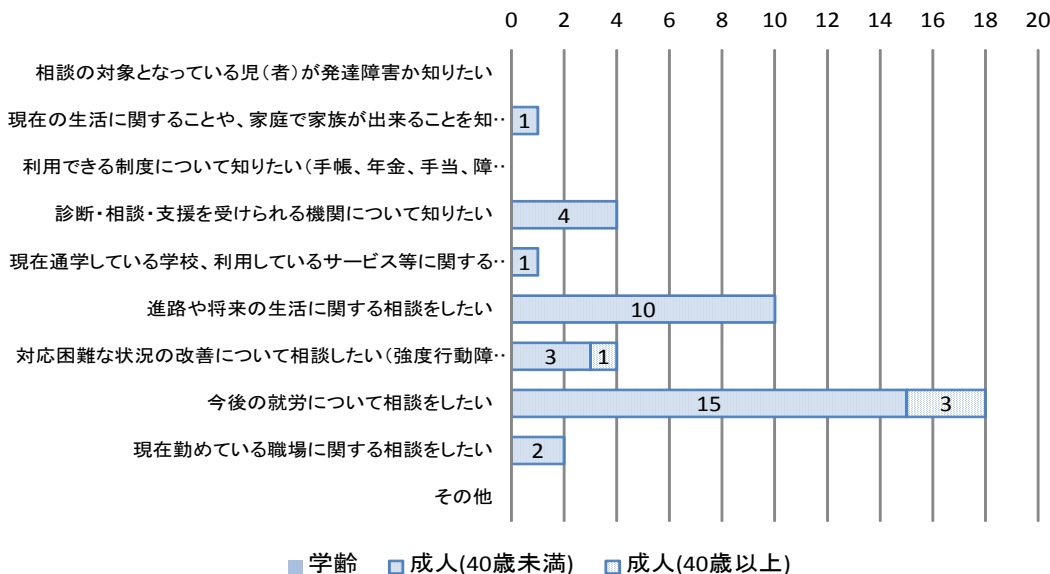 0 2 4 6 8 10 12 14 16 18 20
相談の対象となっている児(者)が発達障害か知りたい
現在の生活に関することや、家庭で家族が出来ることを知‥ 1
利用できる制度について知りたい(手帳、年金、手当、障‥
診断・相談・支援を受けられる機関について知りたい 4
現在通学している学校、利用しているサービス等に関する‥ 1
進路や将来の生活に関する相談をしたい 10
対応困難な状況の改善について相談したい(強度行動障‥ 3 1
今後の就労について相談をしたい 15 3
現在勤めている職場に関する相談をしたい 2
その他
学齢 成人(40歳未満) 成人(40歳以上)